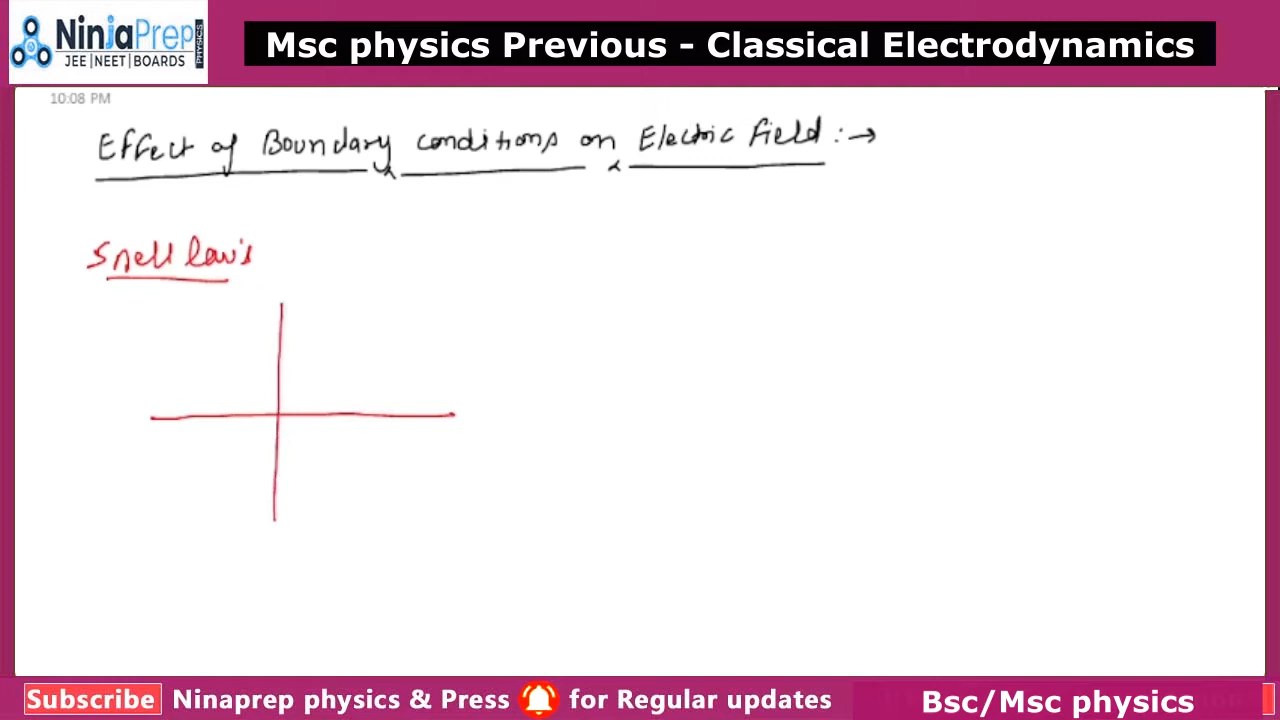 NinjaPrep
PHYSICS
JEE|NEET|BOARDS
Msc physics Previous - Classical Electrodynamics
10:08 PM
Effect of Boundary conditions on Electric Field :→
Snell law's
Subscribe Ninaprep physics & Press for Regular updates
Bsc/Msc physics